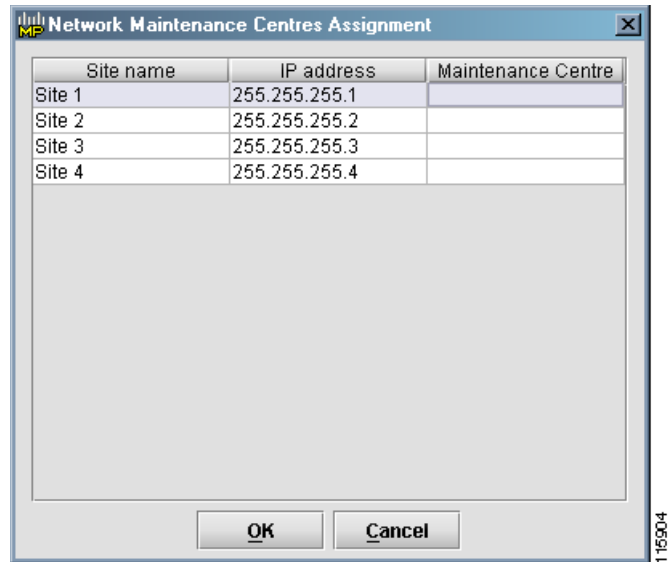 MP Network Maintenance Centres Assignment
Site name IP address Maintenance Centre
Site 1 255.255.255.1
Site 2 255.255.255.2
Site 3 255.255.255.3
Site 4 255.255.255.4
OK Cancel
115904